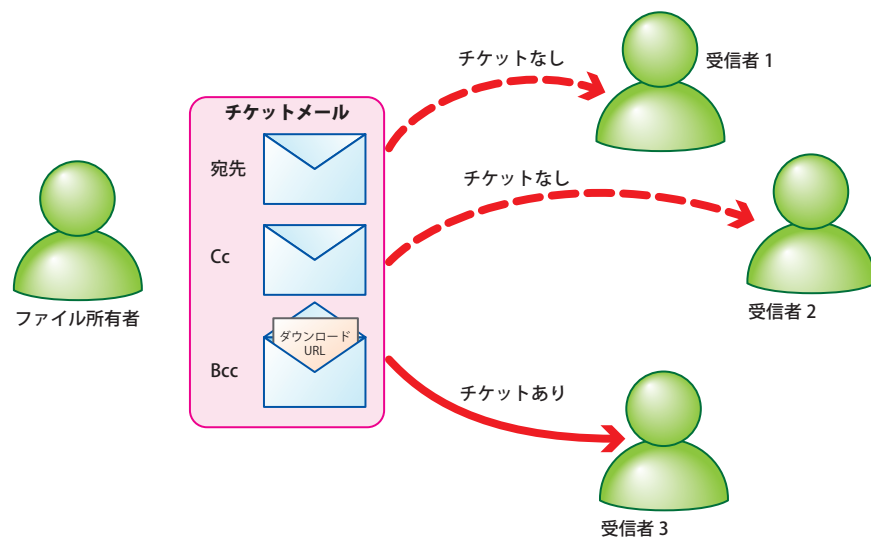 チケットなし
受信者 1
チケットメール
宛先
チケットなし
Cc
ファイル所有者
受信者 2
ダウンロード
URL
Bcc
チケットあり
受信者 3